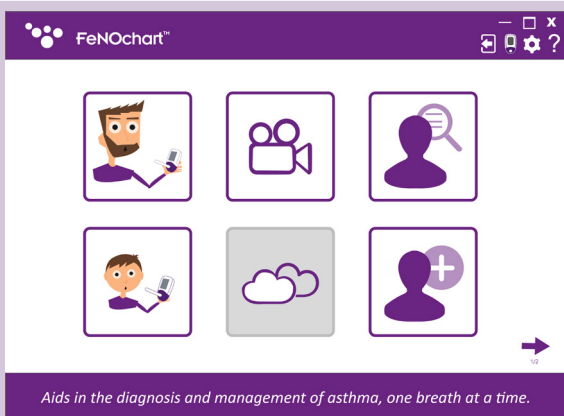 FeNOchart™
?
1/2
Aids in the diagnosis and management of asthma, one breath at a time.